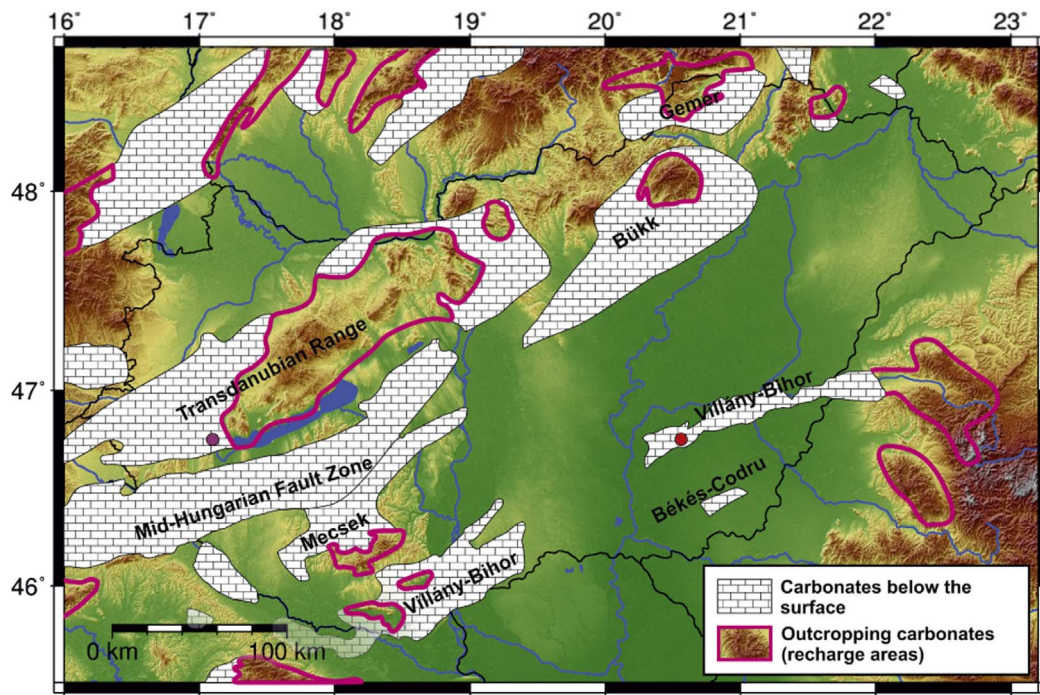 16° 17° 18° 19° 20° 21° 22° 23°
Gemer
48°
Bükk
Transdanubian Range
47°
Villány-Bihor
Mid-Hungarian Fault Zone
Békés-Codru
Mecsek
46°
Villány-Bihor
Carbonates below the
surface
Outcropping carbonates
(recharge areas)
0 km 100 km